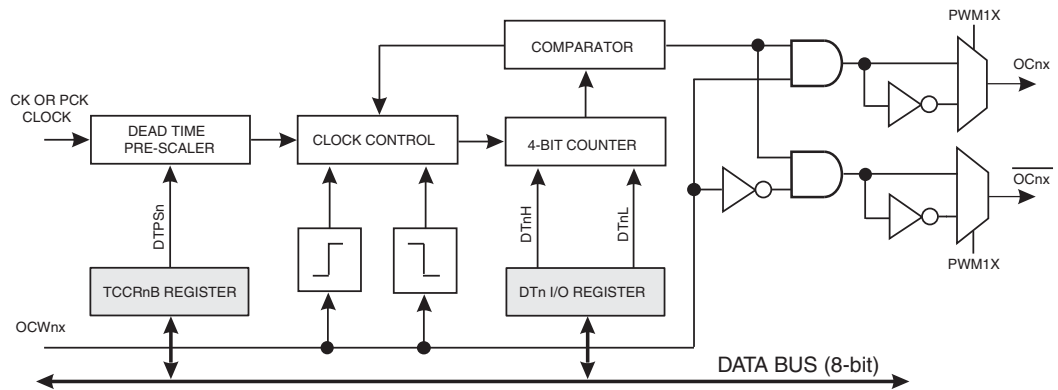 PWM1X
COMPARATOR
OCnx
CK OR PCK
CLOCK
DEAD TIME
PRE-SCALER
CLOCK CONTROL
4-BIT COUNTER
OCnx
DTPSn
DTnH
DTnL
PWM1X
TCCRnB REGISTER
DTn I/O REGISTER
OCWnx
DATA BUS (8-bit)